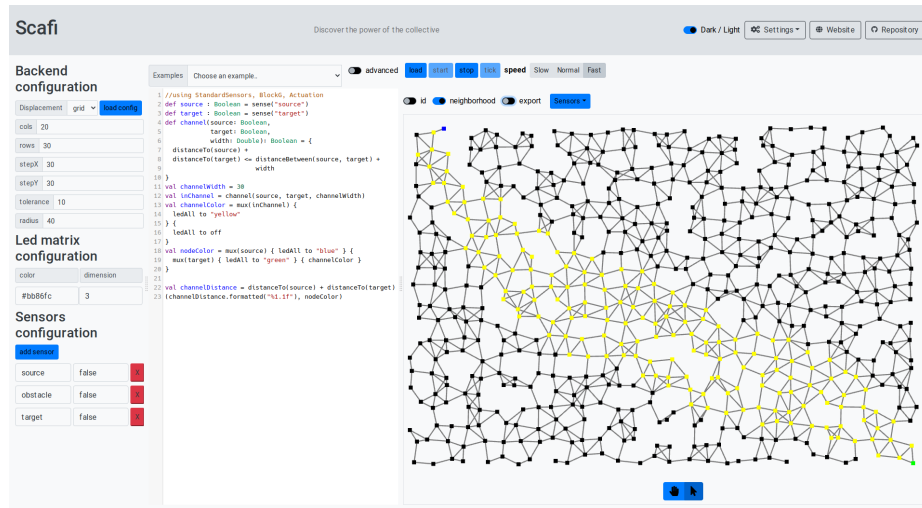 Scafi
Discover the power of the collective
Dark / Light
Settings
Website
Repository
Backend
configuration
Displacement grid load config
cols 20
rows 30
stepX 30
stepY 30
tolerance 10
radius 40
Led matrix
configuration
color dimension
#bb86fc 3
Sensors
configuration
add sensor
source false X
obstacle false X
target false X
Examples Choose an example..
advanced
1 //using StandardSensors, BlockG, Actuation
2 def source : Boolean = sense("source")
3 def target : Boolean = sense("target")
4 def channel(source: Boolean,
5 target: Boolean,
6 width: Double): Boolean = {
7 distanceTo(source) +
8 distanceTo(target) <= distanceBetween(source, target) +
9 width
10 }
11 val channelWidth = 30
12 val inChannel = channel(source, target, channelWidth)
13 val channelColor = mux(inChannel) {
14 ledAll to "yellow"
15 } {
16 ledAll to off
17 }
18 val nodeColor = mux(source) { ledAll to "blue" } {
19 mux(target) { ledAll to "green" } { channelColor }
20 }
21
22 val channelDistance = distanceTo(source) + distanceTo(target)
23 (channelDistance.formatted("%1.1f"), nodeColor)
load start stop tick speed Slow Normal Fast
id neighborhood export Sensors